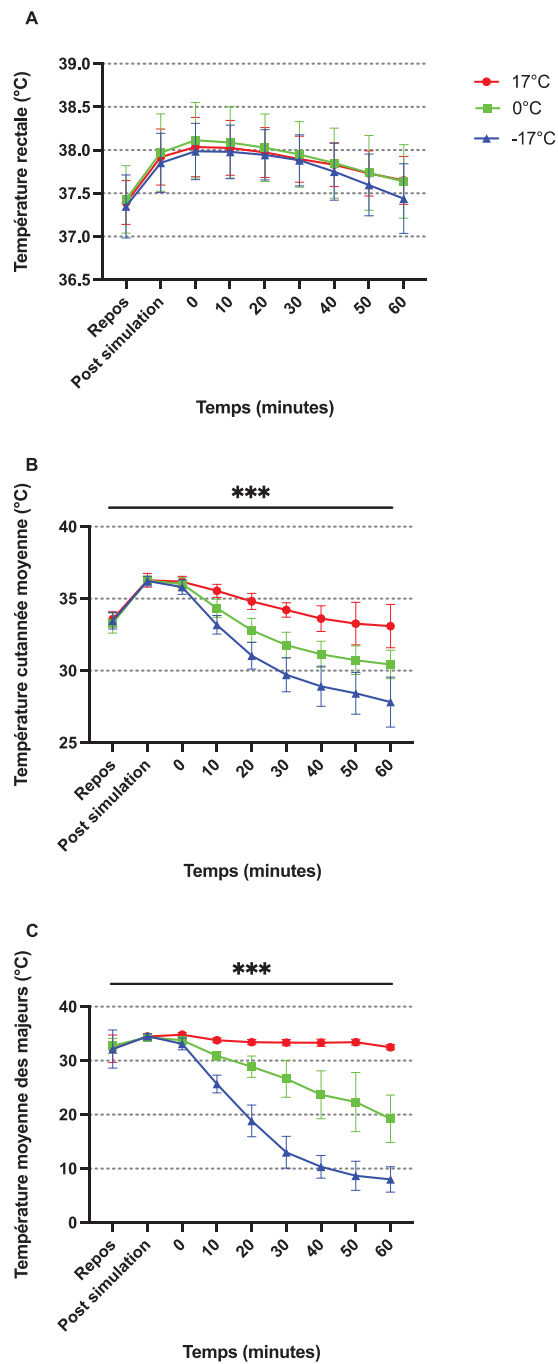 A
Température rectale (°C)
39.0
38.5
38.0
37.5
37.0
36.5
Repos
Post simulation
0
10
20
30
40
50
60
Temps (minutes)
17°C
0°C
-17°C
B
***
Température cutannée moyenne (°C)
40
35
30
25
Repos
Post simulation
0
10
20
30
40
50
60
Temps (minutes)
C
***
Température moyenne des majeurs (°C)
40
30
20
10
0
Repos
Post simulation
0
10
20
30
40
50
60
Temps (minutes)